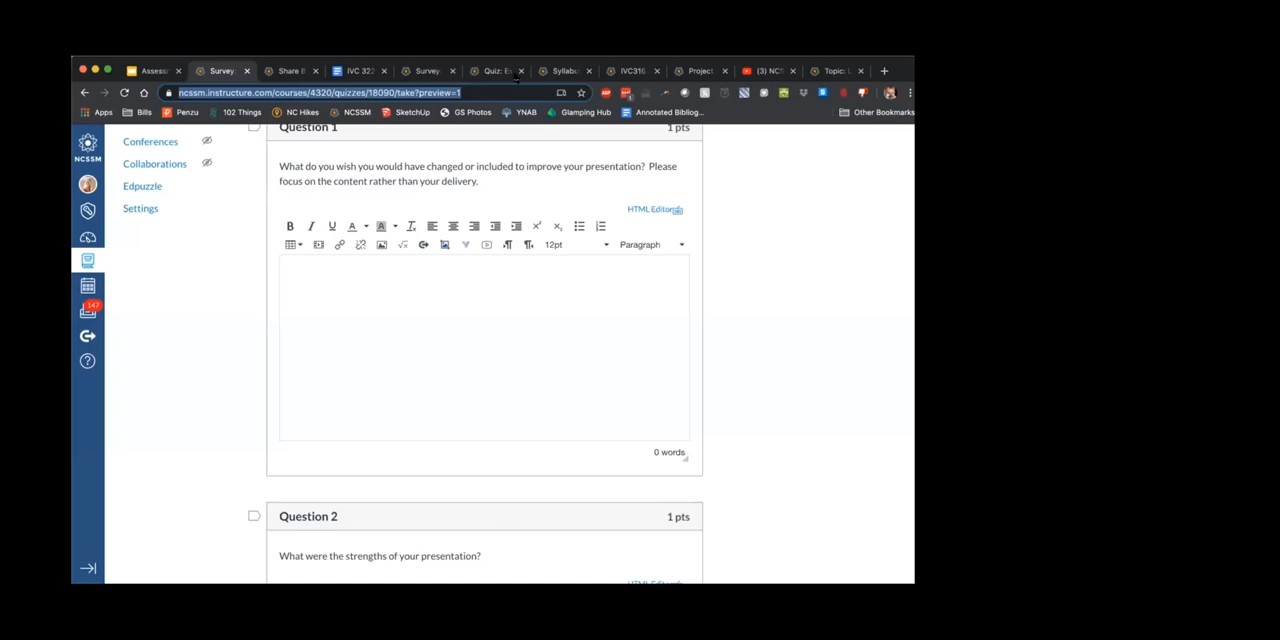 Assess Survey: Share B IVC 322 Survey: Quiz: E Syllabu IVC316 Project (3) NC Topic: L
ncssm.instructure.com/courses/4320/quizzes/18090/take?preview=1
Apps Bills Penzu 102 Things NC Hikes NCSSM SketchUp GS Photos YNAB Glamping Hub Annotated Bibliog... Other Bookmarks
NCSSM
147
Conferences
Collaborations
Edpuzzle
Settings
Question 1 1 pts
What do you wish you would have changed or included to improve your presentation? Please
focus on the content rather than your delivery.
HTML Editor
12pt Paragraph
0 words
Question 2 1 pts
What were the strengths of your presentation?
HTML Editor